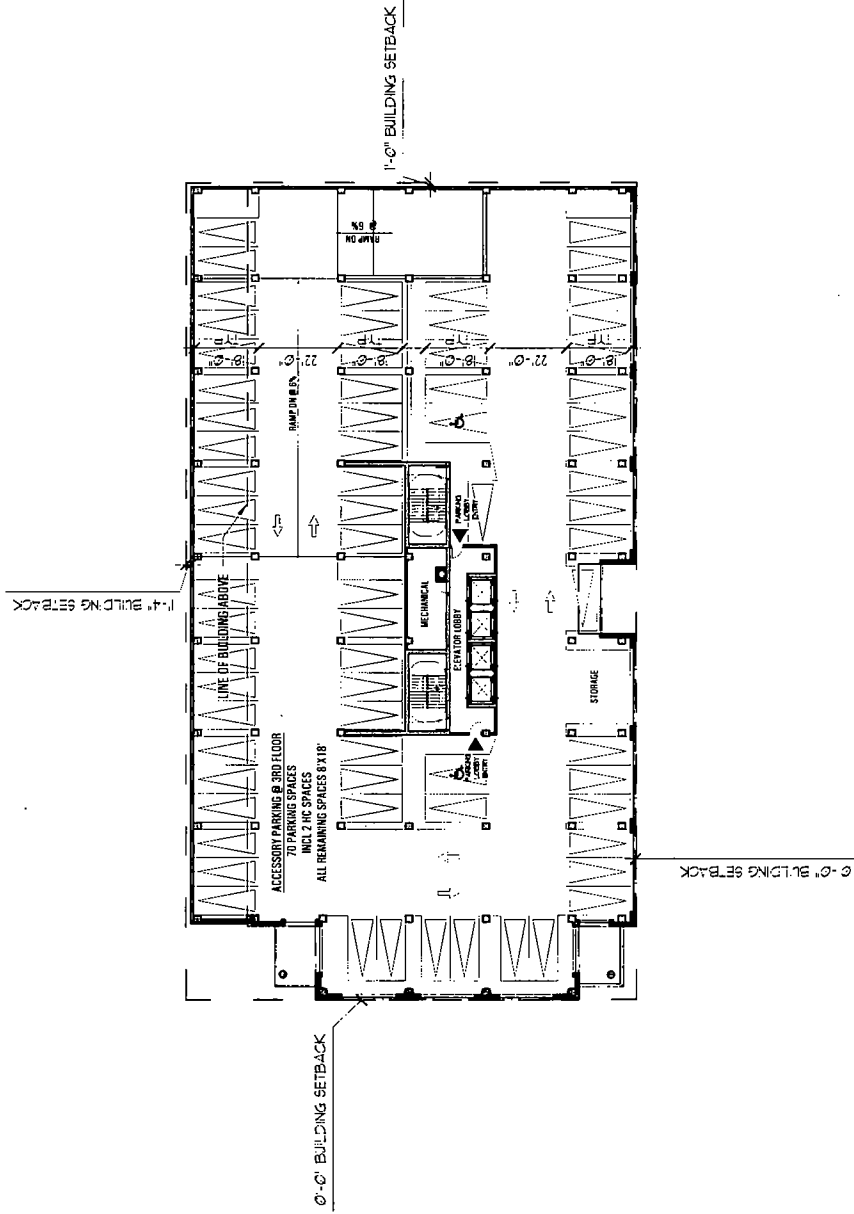 1'-0" BUILDING SETBACK
RAMP DN
@ 6%
18'-0"
TYP
22'-0"
18'-0"
TYP
18'-0"
TYP
22'-0"
18'-0"
TYP
RAMP DN @ 6%
PARKING
LOBBY
ENTRY
1'-4" BUILDING SETBACK
LINE OF BUILDING ABOVE
MECHANICAL
ELEVATOR LOBBY
STORAGE
ACCESSORY PARKING @ 3RD FLOOR
70 PARKING SPACES
INCL 2 HC SPACES
ALL REMAINING SPACES 8'X18'
PARKING
LOBBY
ENTRY
0'-0" BUILDING SETBACK
0'-0" BUILDING SETBACK